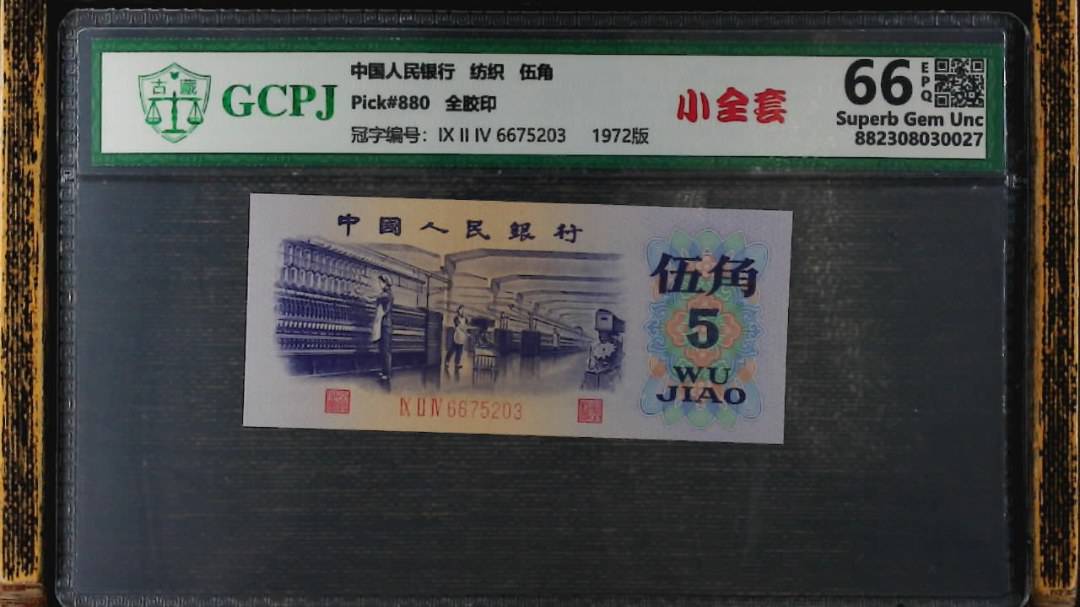 古藏
GCPJ
中国人民银行 纺织 伍角
Pick#880 全胶印
冠字编号: IX II IV 6675203 1972版
小全套
66 EPQ
Superb Gem Unc
882308030027
中國人民銀行
伍角
5
WU
JIAO
IX II IV 6675203